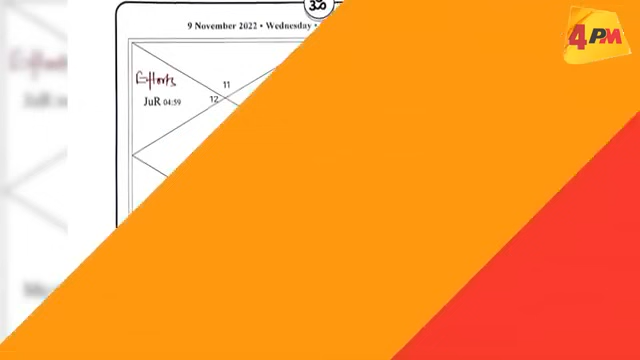 ॐ
9 November 2022 • Wednesday •
4PM
Efforts
11
12
JuR 04:59